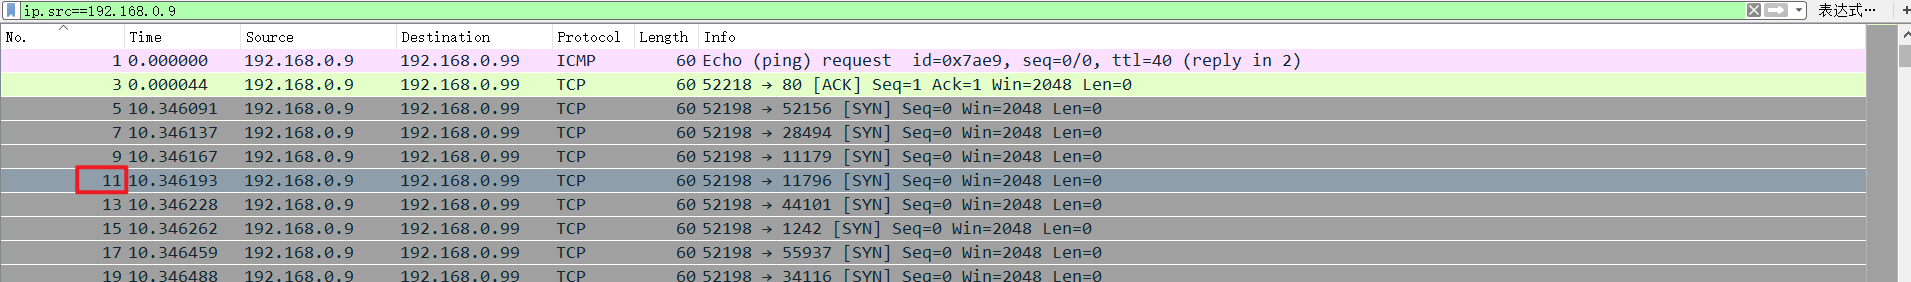 ip.src==192.168.0.9 表达式… +
No. Time Source Destination Protocol Length Info
1 0.000000 192.168.0.9 192.168.0.99 ICMP 60 Echo (ping) request id=0x7ae9, seq=0/0, ttl=40 (reply in 2)
3 0.000044 192.168.0.9 192.168.0.99 TCP 60 52218 → 80 [ACK] Seq=1 Ack=1 Win=2048 Len=0
5 10.346091 192.168.0.9 192.168.0.99 TCP 60 52198 → 52156 [SYN] Seq=0 Win=2048 Len=0
7 10.346137 192.168.0.9 192.168.0.99 TCP 60 52198 → 28494 [SYN] Seq=0 Win=2048 Len=0
9 10.346167 192.168.0.9 192.168.0.99 TCP 60 52198 → 11179 [SYN] Seq=0 Win=2048 Len=0
11 10.346193 192.168.0.9 192.168.0.99 TCP 60 52198 → 11796 [SYN] Seq=0 Win=2048 Len=0
13 10.346228 192.168.0.9 192.168.0.99 TCP 60 52198 → 44101 [SYN] Seq=0 Win=2048 Len=0
15 10.346262 192.168.0.9 192.168.0.99 TCP 60 52198 → 1242 [SYN] Seq=0 Win=2048 Len=0
17 10.346459 192.168.0.9 192.168.0.99 TCP 60 52198 → 55937 [SYN] Seq=0 Win=2048 Len=0
19 10.346488 192.168.0.9 192.168.0.99 TCP 60 52198 → 34116 [SYN] Seq=0 Win=2048 Len=0